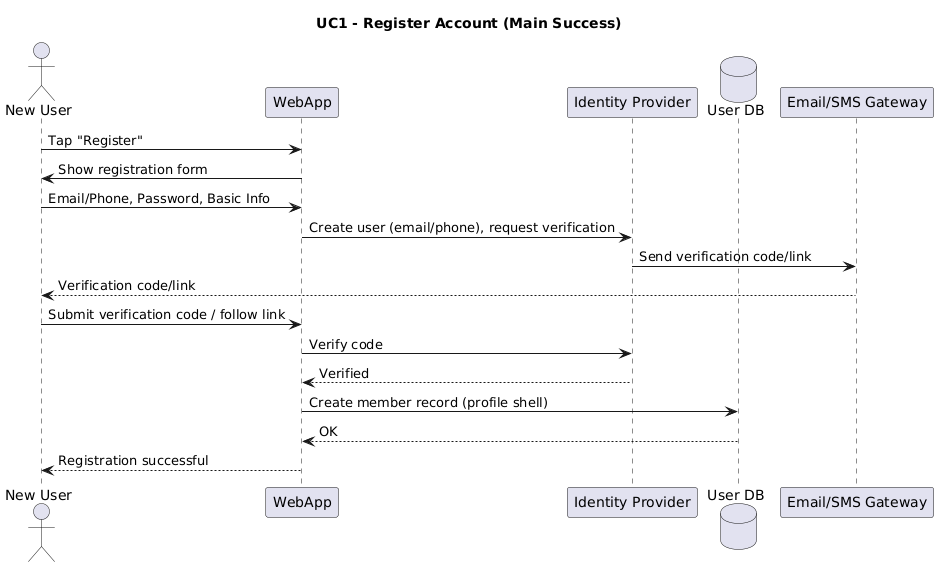 UC1 - Register Account (Main Success)
New User
WebApp
Identity Provider
User DB
Email/SMS Gateway
Tap "Register"
Show registration form
Email/Phone, Password, Basic Info
Create user (email/phone), request verification
Send verification code/link
Verification code/link
Submit verification code / follow link
Verify code
Verified
Create member record (profile shell)
OK
Registration successful
New User
WebApp
Identity Provider
User DB
Email/SMS Gateway